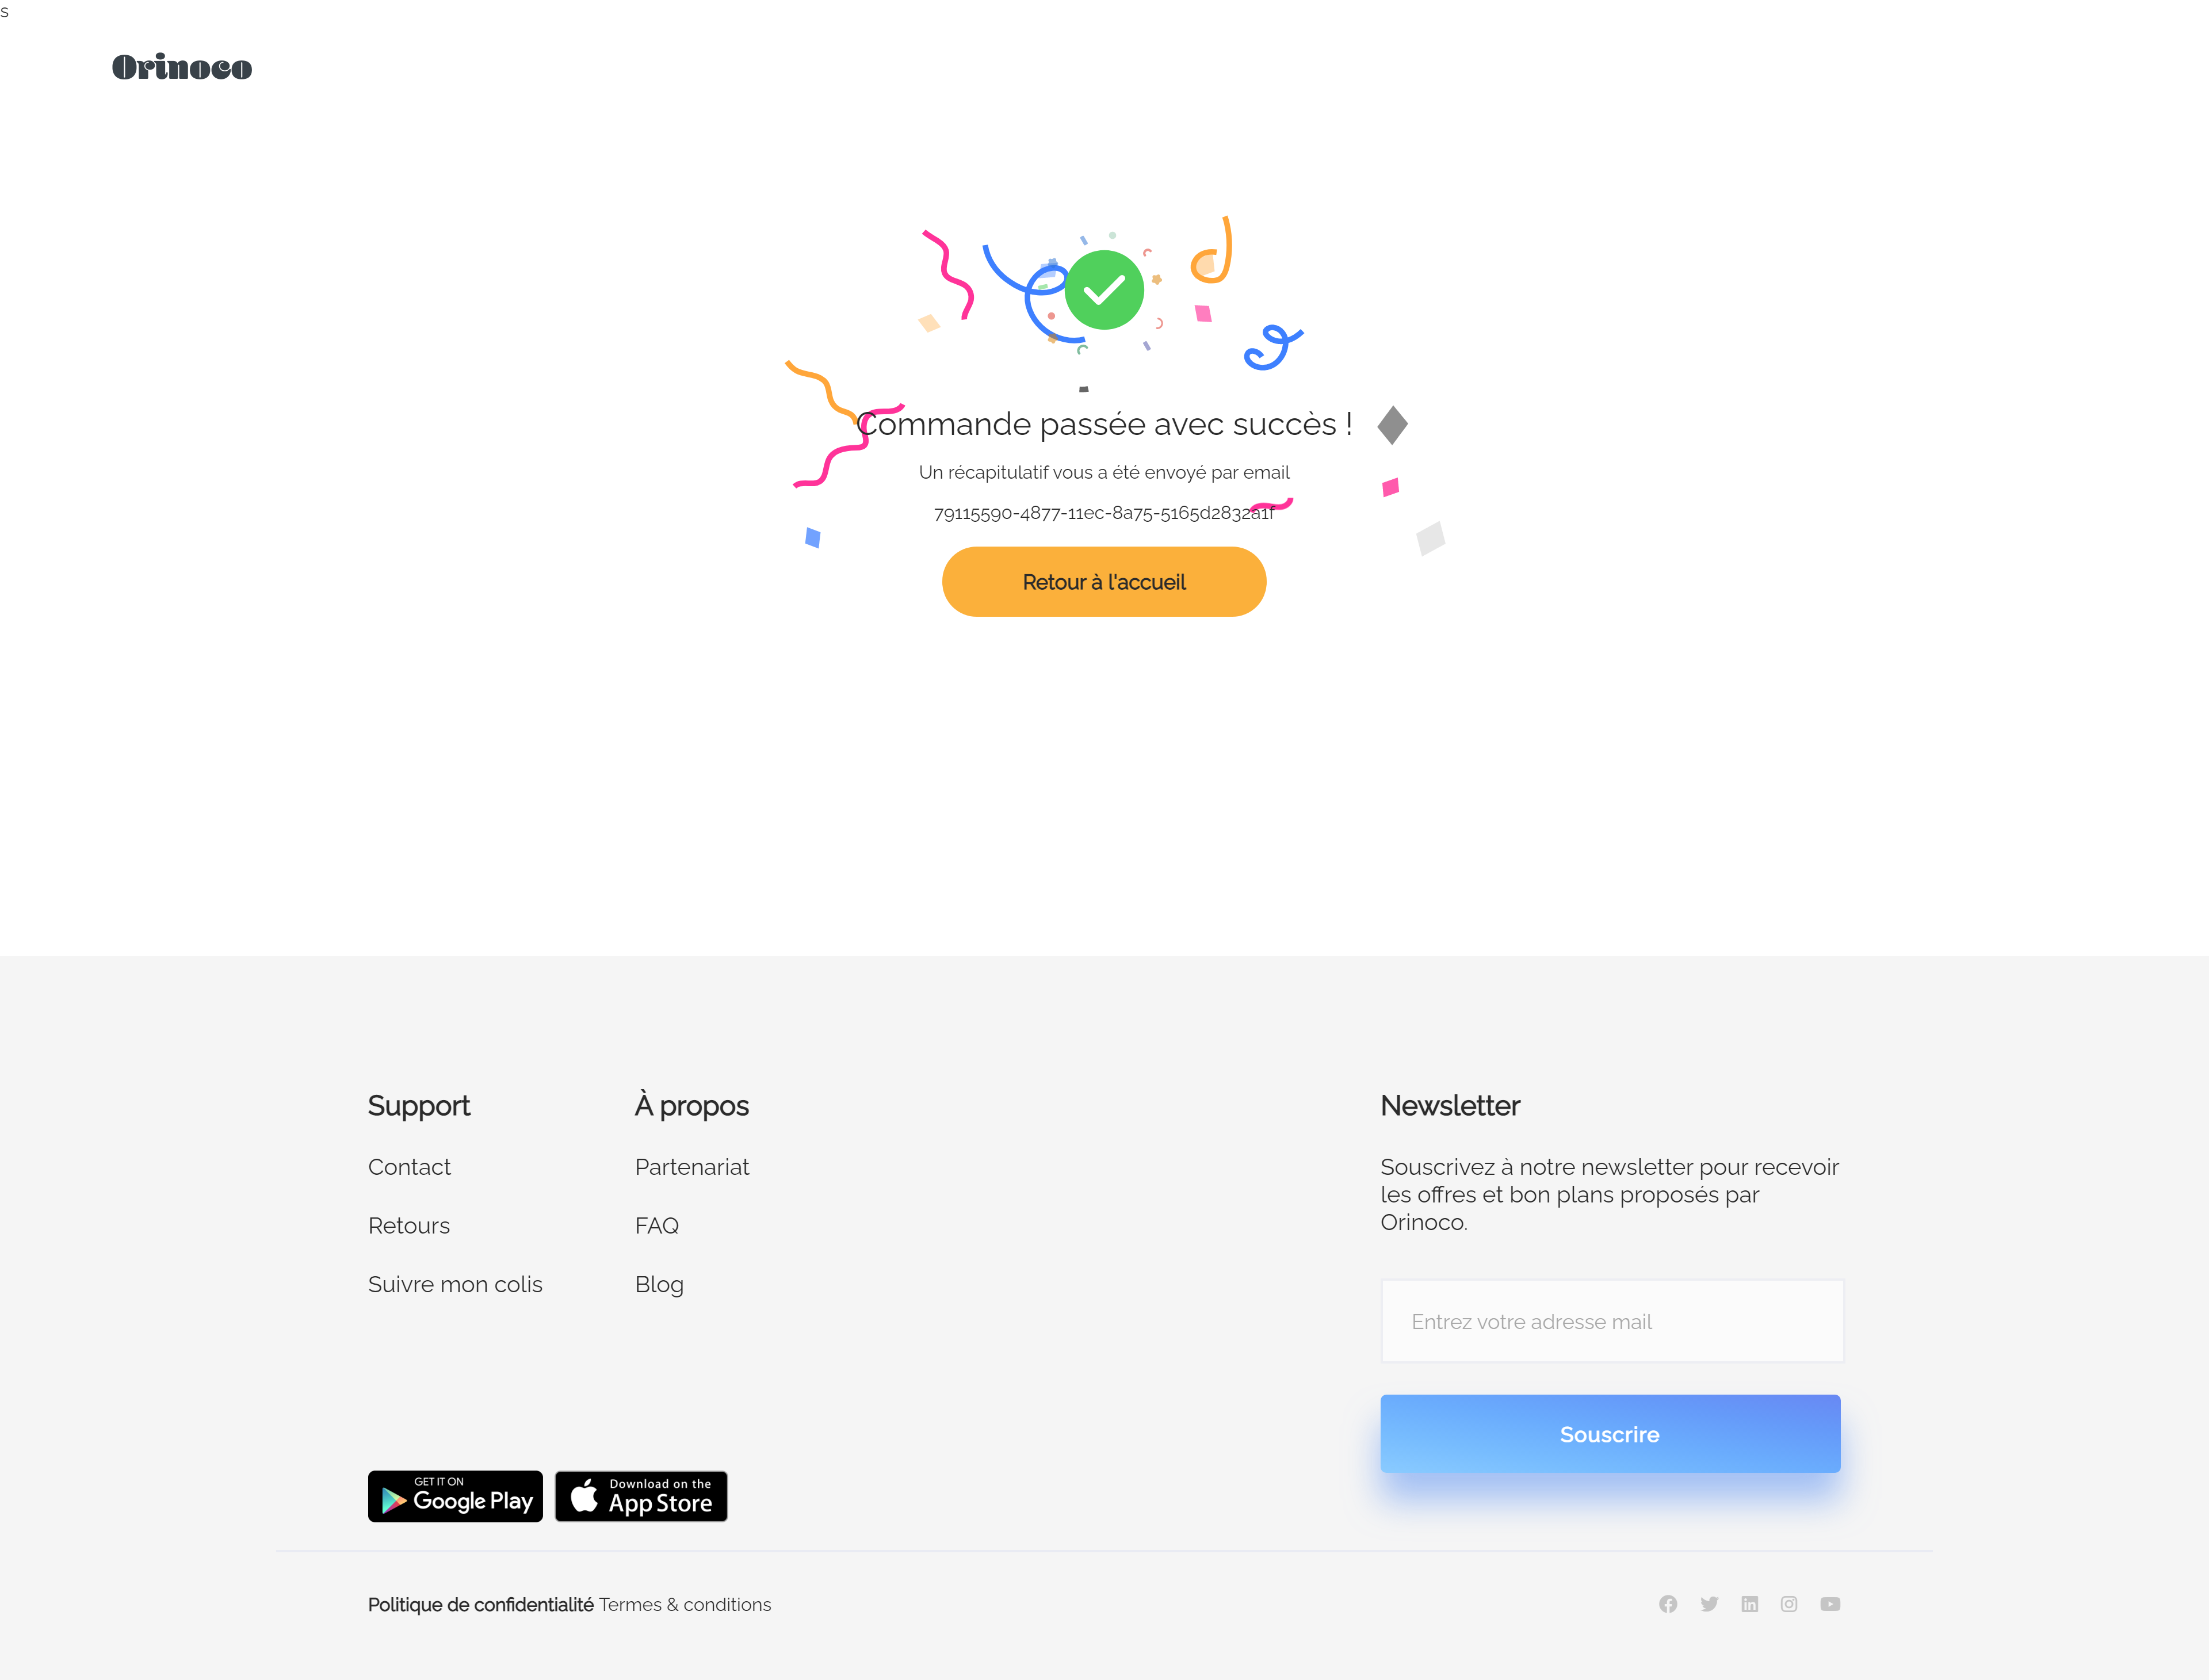 s
Orinoco
Commande passée avec succès !
Un récapitulatif vous a été envoyé par email
79115590-4877-11ec-8a75-5165d2832a1f
Retour à l'accueil
Support
Contact
Retours
Suivre mon colis
À propos
Partenariat
FAQ
Blog
Newsletter
Souscrivez à notre newsletter pour recevoir
les offres et bon plans proposés par
Orinoco.
Entrez votre adresse mail
Souscrire
GET IT ON
Google Play
Download on the
App Store
Politique de confidentialité Termes & conditions